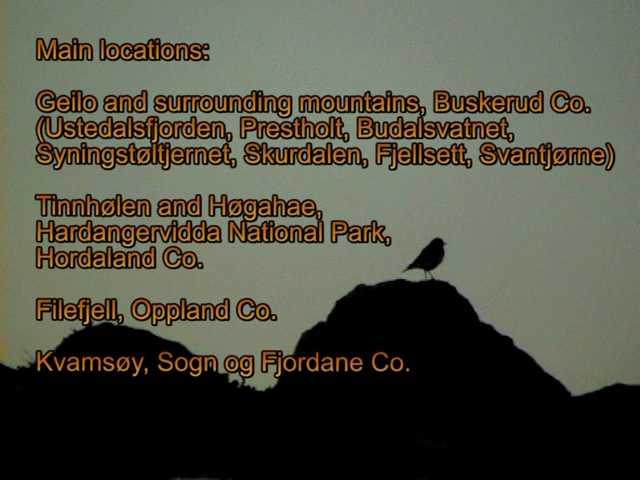 Main locations:
Geilo and surrounding mountains, Buskerud Co.
(Ustedalsfjorden, Prestholt, Budalsvatnet,
Syningstøltjernet, Skurdalen, Fjellsett, Svantjørne)
Tinnhølen and Høgahae,
Hardangervidda National Park,
Hordaland Co.
Filefjell, Oppland Co.
Kvamsøy, Sogn og Fjordane Co.